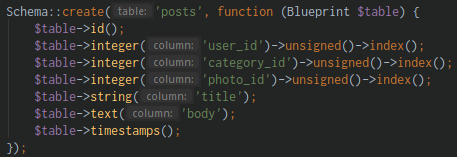 Schema::create( table: 'posts', function (Blueprint $table) {
    $table->id();
    $table->integer( column: 'user_id')->unsigned()->index();
    $table->integer( column: 'category_id')->unsigned()->index();
    $table->integer( column: 'photo_id')->unsigned()->index();
    $table->string( column: 'title');
    $table->text( column: 'body');
    $table->timestamps();
});